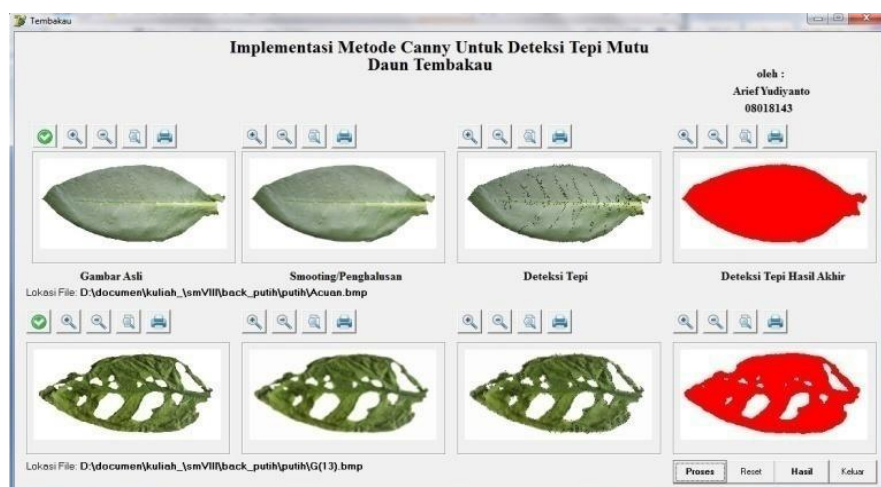 Tembakau
Implementasi Metode Canny Untuk Deteksi Tepi Mutu
Daun Tembakau
oleh :
Arief Yudiyanto
08018143
Gambar Asli
Smooting/Penghalusan
Deteksi Tepi
Deteksi Tepi Hasil Akhir
Lokasi File: D:\documen\kuliah_\smVIII\back_putih\putih\Acuan.bmp
Lokasi File: D:\documen\kuliah_\smVIII\back_putih\putih\G(13).bmp
Proses
Reset
Hasil
Keluar